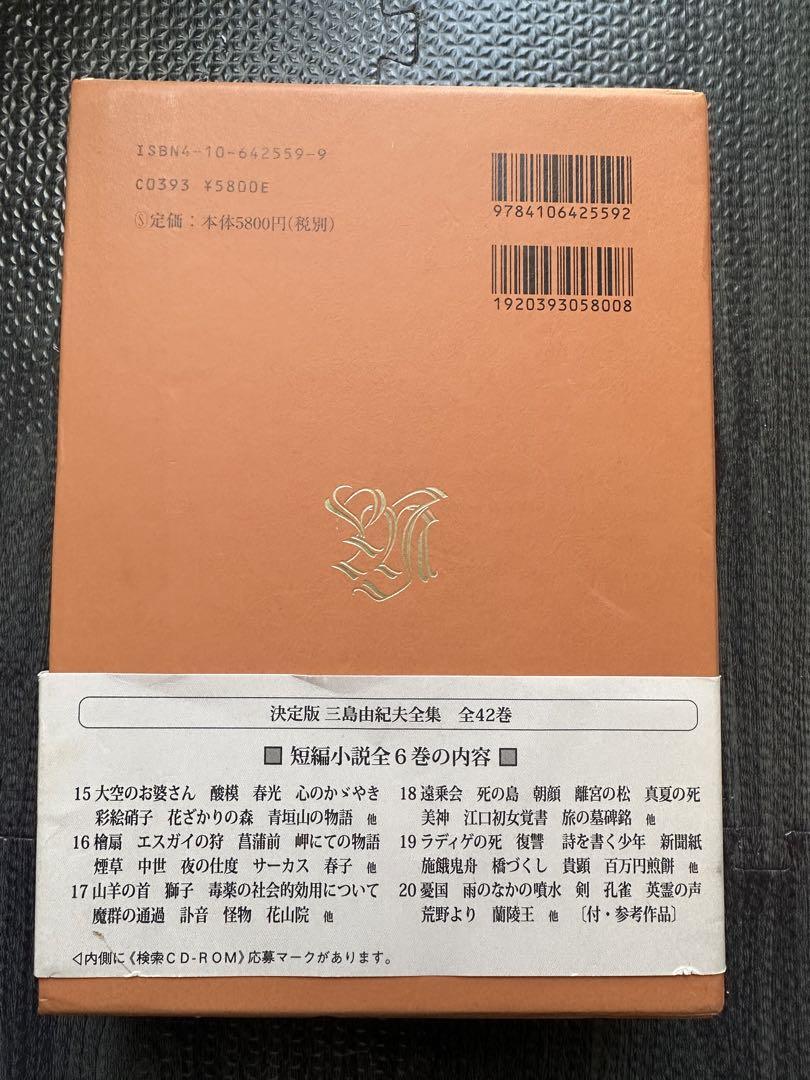 ISBN4-10-642559-9
C0393 ¥5800E
Ⓢ定価：本体5800円(税別)
9784106425592
1920393058008
決定版 三島由紀夫全集　全42巻
■ 短編小説全６巻の内容 ■
15 大空のお婆さん　酸模　春光　心のかゞやき
彩絵硝子　花ざかりの森　青垣山の物語　他
16 檜扇　エスガイの狩　菖蒲前　岬にての物語
煙草　中世　夜の仕度　サーカス　春子　他
17 山羊の首　獅子　毒薬の社会的効用について
魔群の通過　訃音　怪物　花山院　他
18 遠乗会　死の島　朝顔　離宮の松　真夏の死
美神　江口初女覚書　旅の墓碑銘　他
19 ラディゲの死　復讐　詩を書く少年　新聞紙
施餓鬼舟　橋づくし　貴顕　百万円煎餅　他
20 憂国　雨のなかの噴水　剣　孔雀　英霊の声
荒野より　蘭陵王　他　〔付・参考作品〕
◁内側に《検索ＣＤ-ＲＯＭ》応募マークがあります。